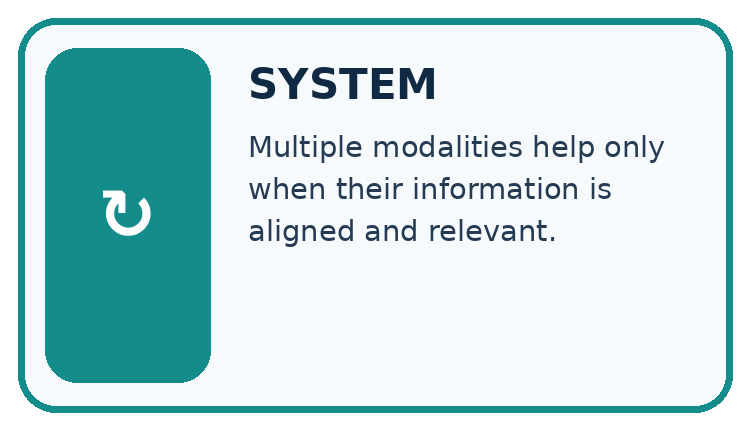 SYSTEM
Multiple modalities help only
when their information is
aligned and relevant.